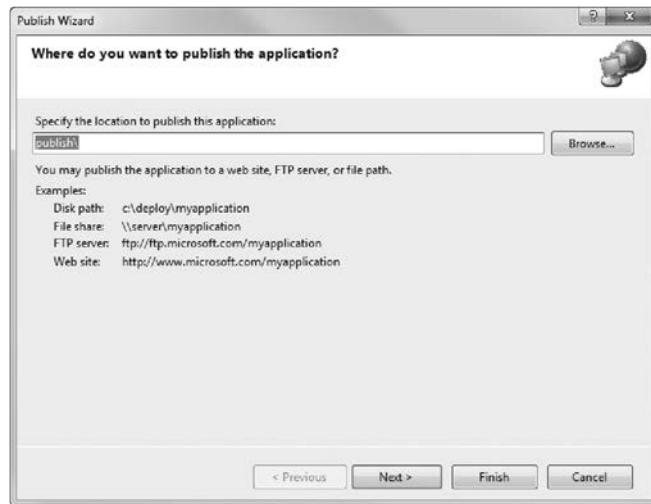 Publish Wizard
Where do you want to publish the application?
Specify the location to publish this application:
publish\
Browse...
You may publish the application to a web site, FTP server, or file path.
Examples:
Disk path: c:\deploy\myapplication
File share: \\server\myapplication
FTP server: ftp://ftp.microsoft.com/myapplication
Web site: http://www.microsoft.com/myapplication
< Previous Next > Finish Cancel